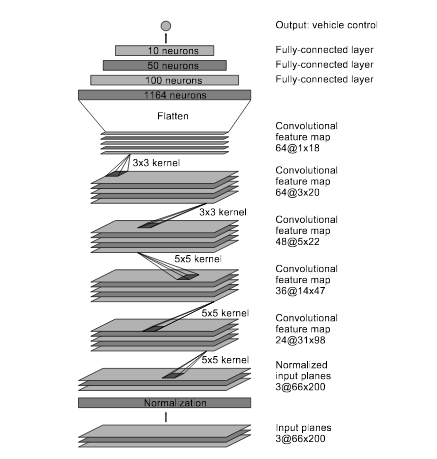 Output: vehicle control
10 neurons
Fully-connected layer
50 neurons
Fully-connected layer
100 neurons
Fully-connected layer
1164 neurons
Flatten
Convolutional
feature map
64@1x18
3x3 kernel
Convolutional
feature map
64@3x20
3x3 kernel
Convolutional
feature map
48@5x22
5x5 kernel
Convolutional
feature map
36@14x47
5x5 kernel
Convolutional
feature map
24@31x98
5x5 kernel
Normalized
input planes
3@66x200
Normalization
Input planes
3@66x200